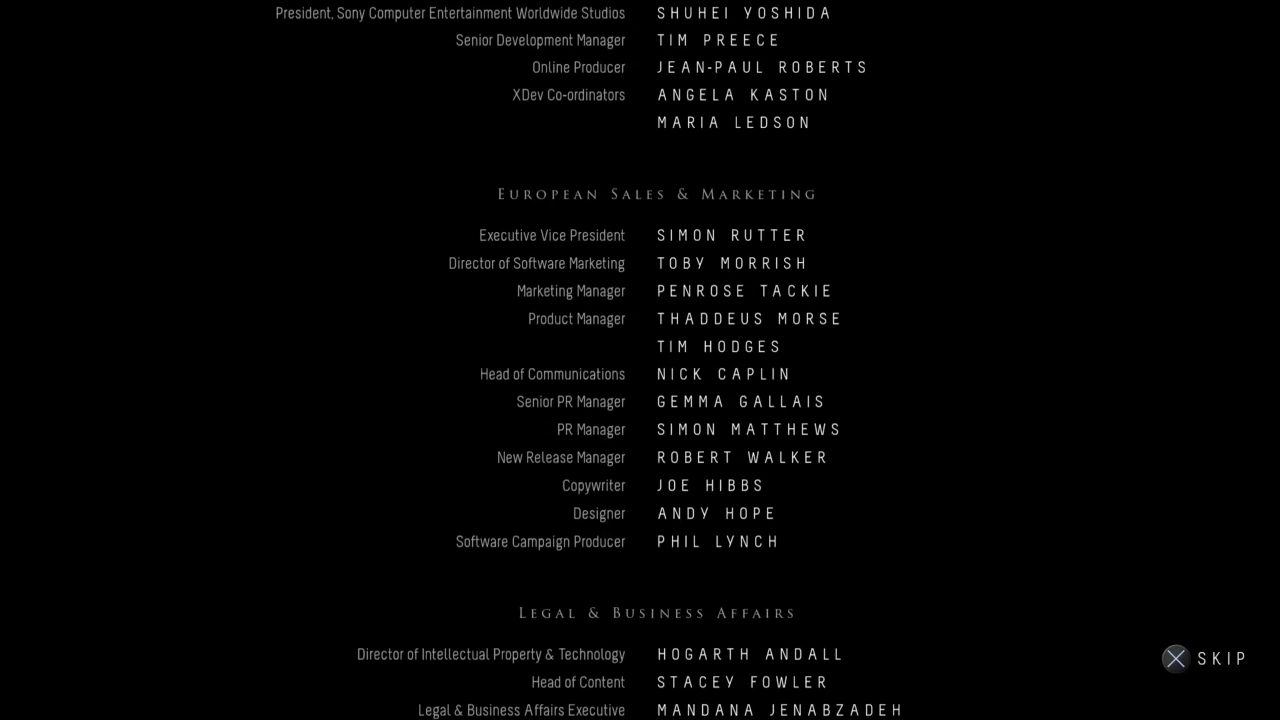 President, Sony Computer Entertainment Worldwide Studios SHUHEI YOSHIDA
Senior Development Manager TIM PREECE
Online Producer JEAN-PAUL ROBERTS
XDev Co-ordinators ANGELA KASTON
MARIA LEDSON
EUROPEAN SALES & MARKETING
Executive Vice President SIMON RUTTER
Director of Software Marketing TOBY MORRISH
Marketing Manager PENROSE TACKIE
Product Manager THADDEUS MORSE
TIM HODGES
Head of Communications NICK CAPLIN
Senior PR Manager GEMMA GALLAIS
PR Manager SIMON MATTHEWS
New Release Manager ROBERT WALKER
Copywriter JOE HIBBS
Designer ANDY HOPE
Software Campaign Producer PHIL LYNCH
LEGAL & BUSINESS AFFAIRS
Director of Intellectual Property & Technology HOGARTH ANDALL
SKIP
Head of Content STACEY FOWLER
Legal & Business Affairs Executive MANDANA JENABZADEH